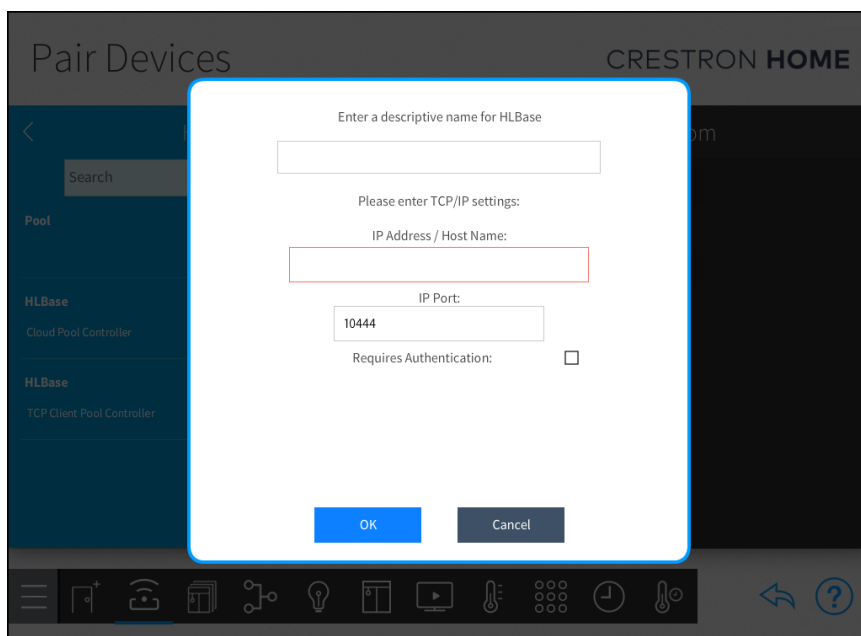 Pair Devices
CRESTRON HOME
Enter a descriptive name for HLBase
Search
Please enter TCP/IP settings:
Pool
IP Address / Host Name:
HLBase
IP Port:
Cloud Pool Controller
10444
Requires Authentication:
HLBase
TCP Client Pool Controller
OK
Cancel
?